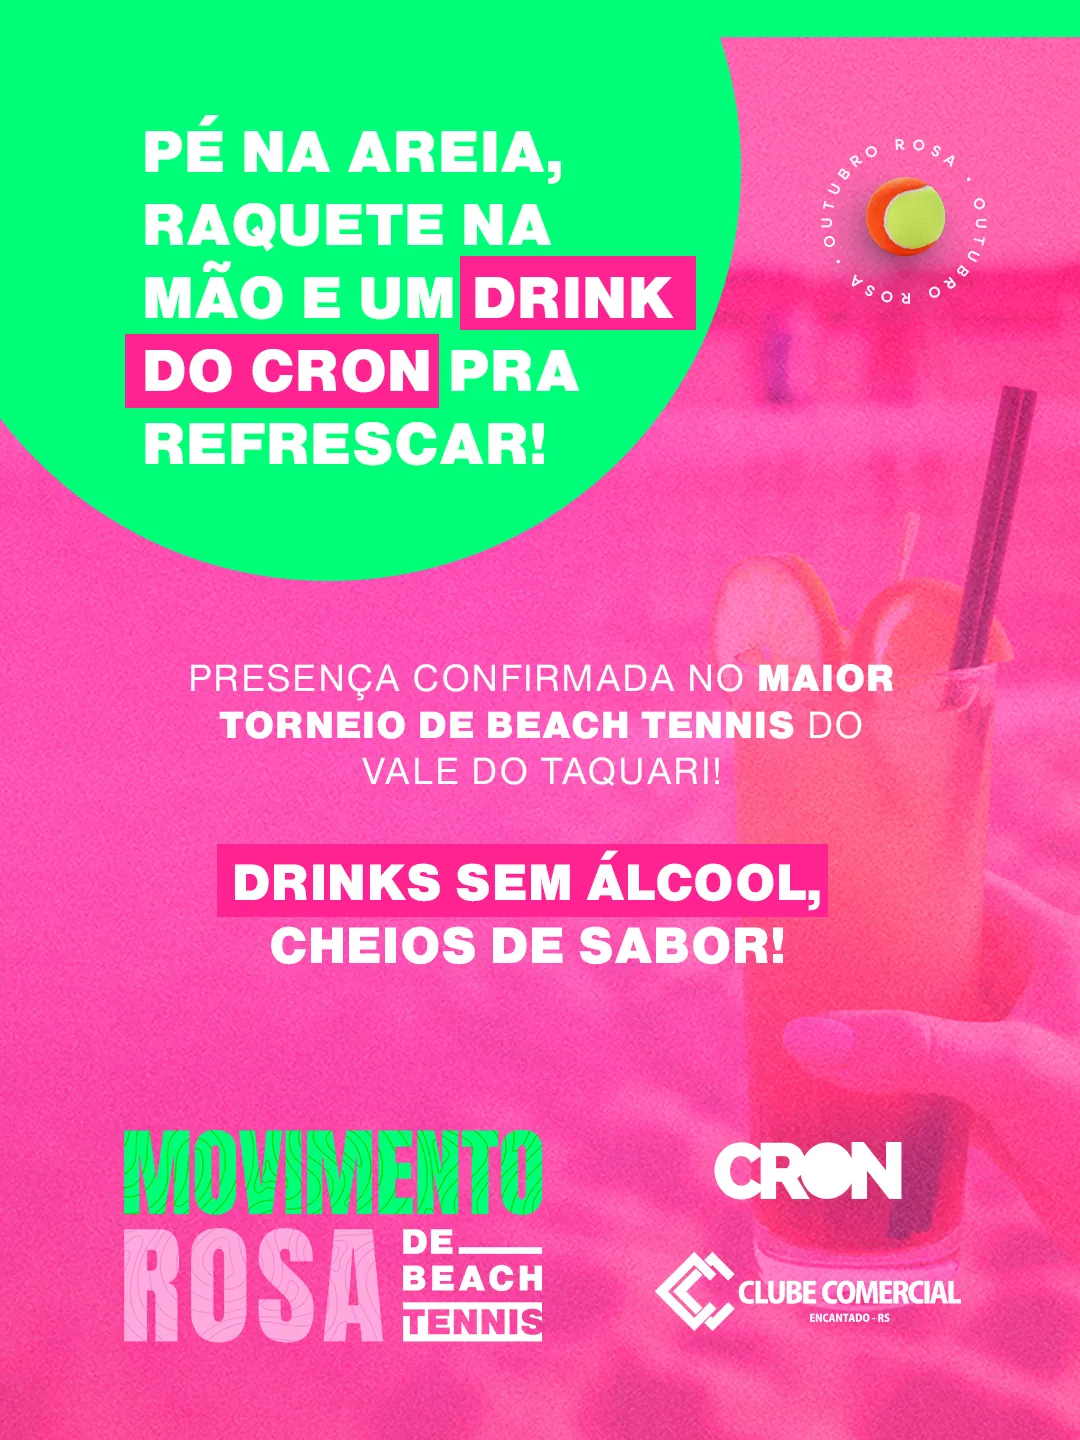 PÉ NA AREIA,
RAQUETE NA
MÃO E UM DRINK
DO CRON PRA
REFRESCAR!
OUTUBRO ROSA • OUTUBRO ROSA •
PRESENÇA CONFIRMADA NO MAIOR
TORNEIO DE BEACH TENNIS DO
VALE DO TAQUARI!
DRINKS SEM ÁLCOOL,
CHEIOS DE SABOR!
MOVIMENTO
ROSA
DE
BEACH
TENNIS
CRON
CLUBE COMERCIAL
ENCANTADO - RS